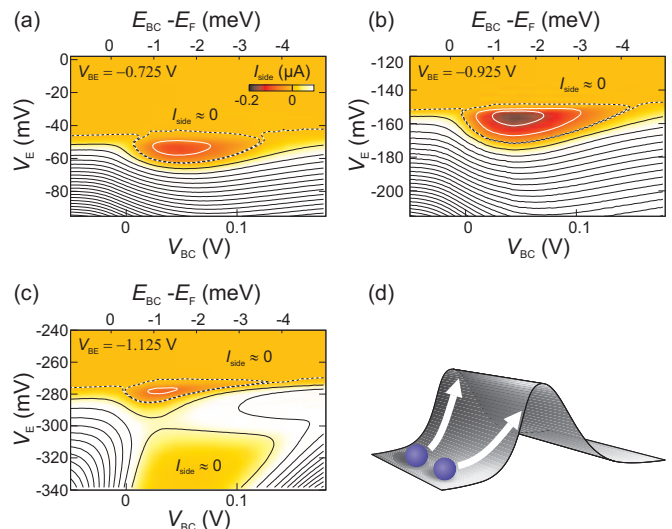 (a)
E_BC -E_F (meV)
0 -1 -2 -3 -4
V_BE = −0.725 V
I_side (µA)
-0.2 0
I_side ≈ 0
V_E (mV)
0
-20
-40
-60
-80
0 0.1
V_BC (V)
(b)
E_BC -E_F (meV)
0 -1 -2 -3 -4
V_BE = −0.925 V
I_side ≈ 0
V_E (mV)
-120
-140
-160
-180
-200
0 0.1
V_BC (V)
(c)
E_BC -E_F (meV)
0 -1 -2 -3 -4
V_BE = −1.125 V
I_side ≈ 0
I_side ≈ 0
V_E (mV)
-240
-260
-280
-300
-320
-340
0 0.1
V_BC (V)
(d)